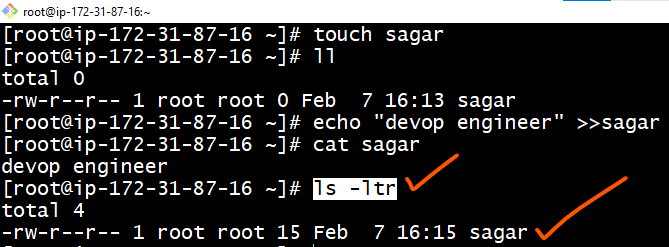 root@ip-172-31-87-16:~
[root@ip-172-31-87-16 ~]# touch sagar
[root@ip-172-31-87-16 ~]# ll
total 0
-rw-r--r-- 1 root root 0 Feb  7 16:13 sagar
[root@ip-172-31-87-16 ~]# echo "devop engineer" >>sagar
[root@ip-172-31-87-16 ~]# cat sagar
devop engineer
[root@ip-172-31-87-16 ~]# ls -ltr
total 4
-rw-r--r-- 1 root root 15 Feb  7 16:15 sagar